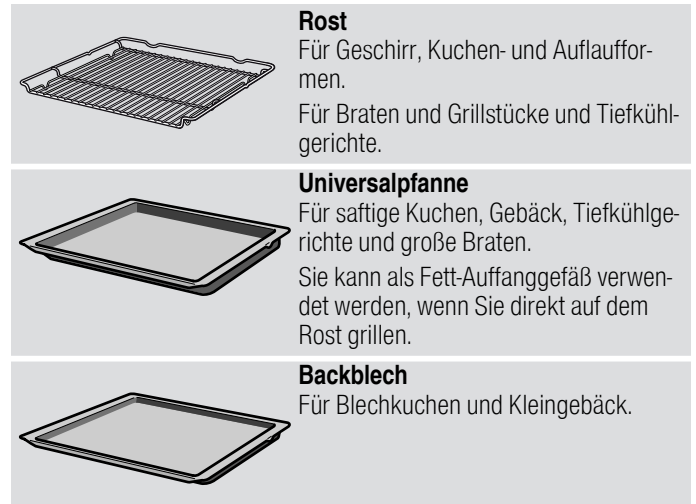 Rost
Für Geschirr, Kuchen- und Auflauffor-
men.
Für Braten und Grillstücke und Tiefkühl-
gerichte.
Universalpfanne
Für saftige Kuchen, Gebäck, Tiefkühlge-
richte und große Braten.
Sie kann als Fett-Auffanggefäß verwen-
det werden, wenn Sie direkt auf dem
Rost grillen.
Backblech
Für Blechkuchen und Kleingebäck.